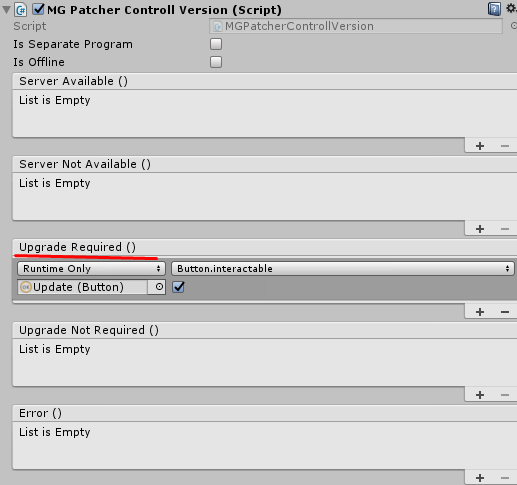 MG Patcher Controll Version (Script)
Script MGPatcherControllVersion
Is Separate Program
Is Offline
Server Available ()
List is Empty
Server Not Available ()
List is Empty
Upgrade Required ()
Runtime Only Button.interactable
Update (Button)
Upgrade Not Required ()
List is Empty
Error ()
List is Empty